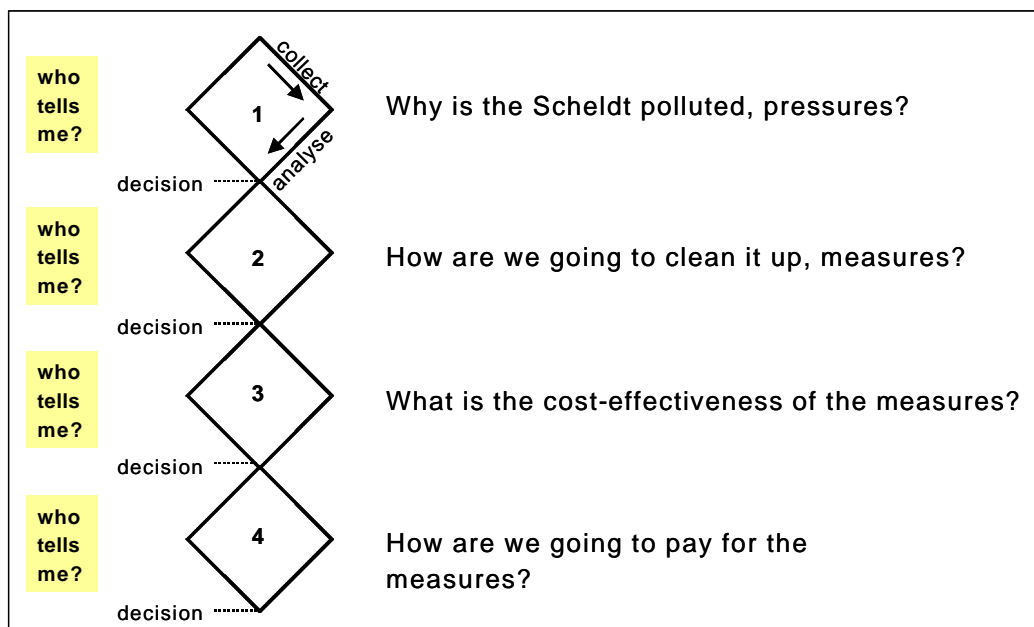 who
tells
me?
collect
1
analyse
Why is the Scheldt polluted, pressures?
decision
who
tells
me?
2
How are we going to clean it up, measures?
decision
who
tells
me?
3
What is the cost-effectiveness of the measures?
decision
who
tells
me?
4
How are we going to pay for the
measures?
decision